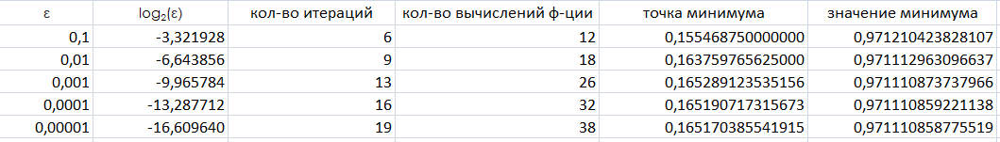 ε log₂(ε) кол-во итераций кол-во вычислений ф-ции точка минимума значение минимума
0,1 -3,321928 6 12 0,155468750000000 0,971210423828107
0,01 -6,643856 9 18 0,163759765625000 0,971112963096637
0,001 -9,965784 13 26 0,165289123535156 0,971110873737966
0,0001 -13,287712 16 32 0,165190717315673 0,971110859221138
0,00001 -16,609640 19 38 0,165170385541915 0,971110858775519